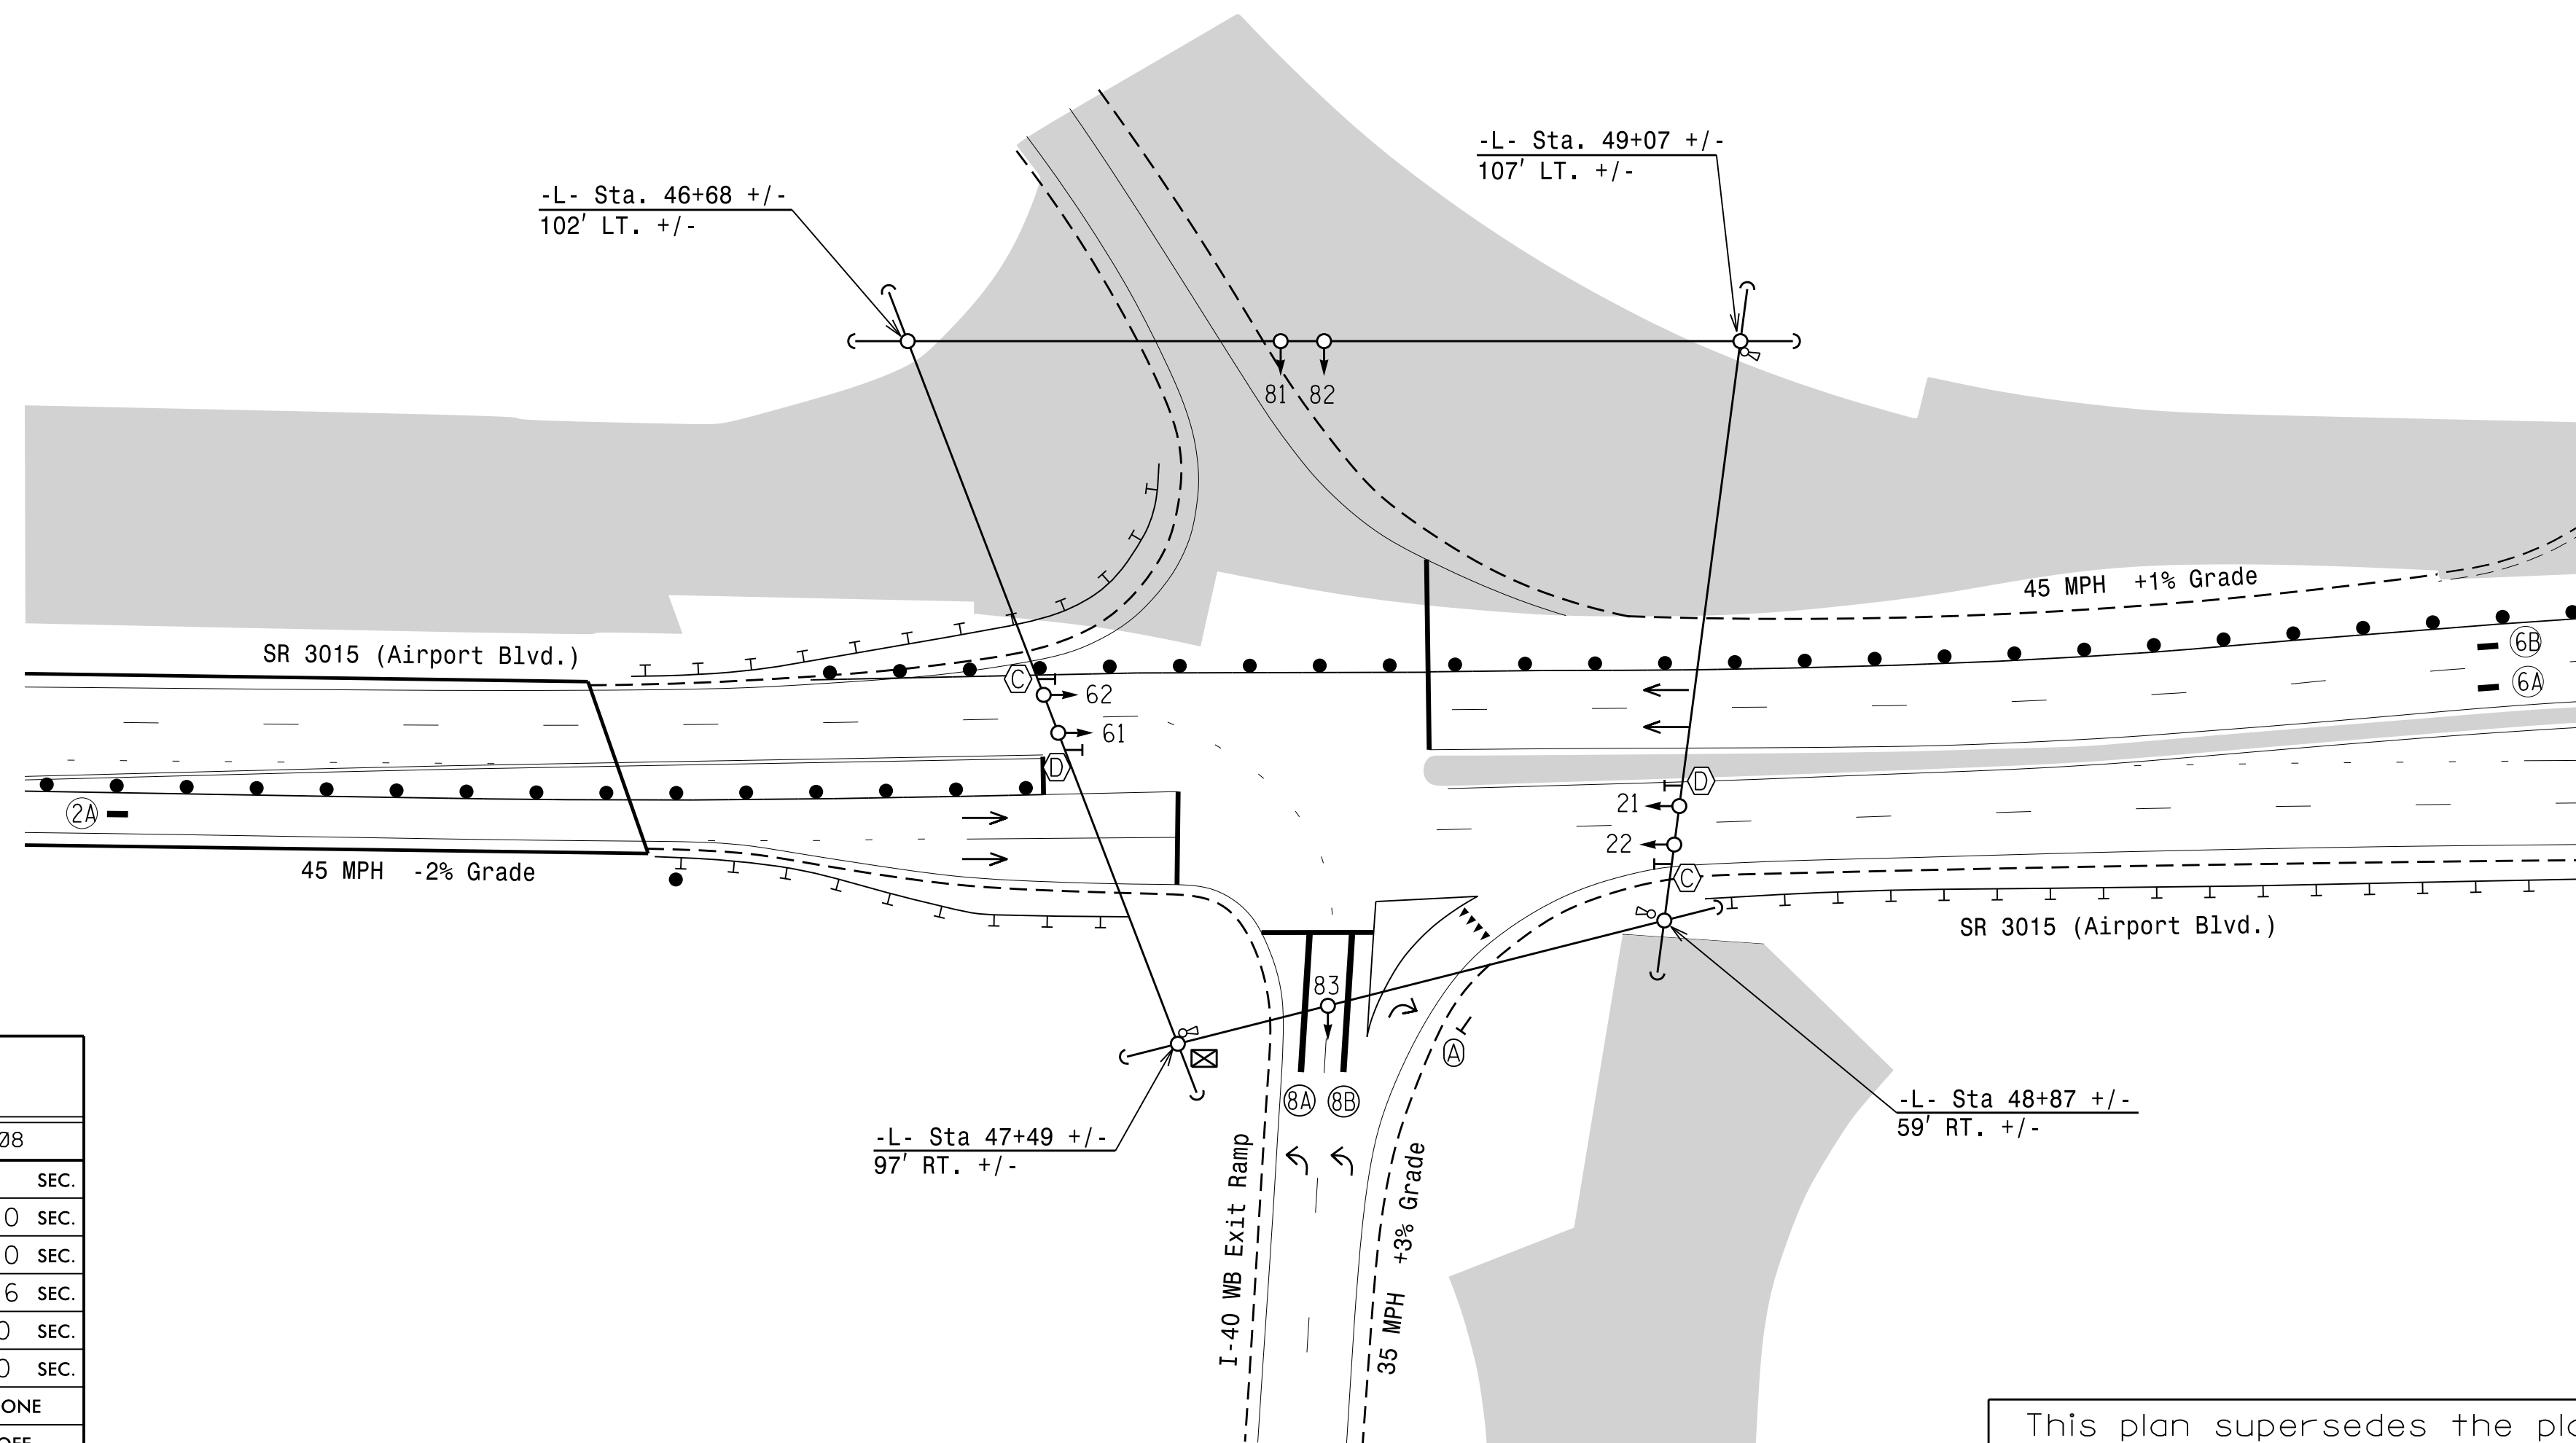 -L- Sta. 49+07 +/-
107' LT. +/-
-L- Sta. 46+68 +/-
102' LT. +/-
81 82
45 MPH +1% Grade
SR 3015 (Airport Blvd.)
6B
6A
C
62
61
D
D
2A
21
22
45 MPH -2% Grade
C
SR 3015 (Airport Blvd.)
83
A
8A 8B
-L- Sta 48+87 +/-
59' RT. +/-
-L- Sta 47+49 +/-
97' RT. +/-
I-40 WB Exit Ramp
35 MPH +3% Grade
08
SEC.
0 SEC.
0 SEC.
6 SEC.
0 SEC.
0 SEC.
ONE
This plan supersedes the